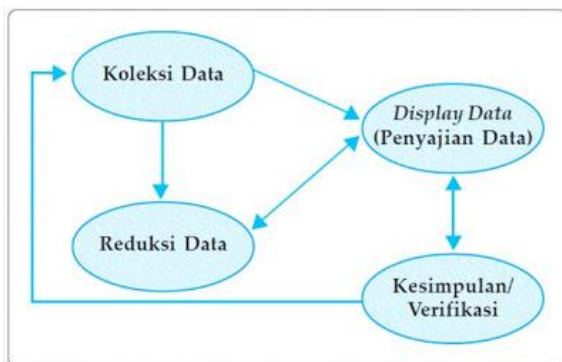 Koleksi Data
Display Data
(Penyajian Data)
Reduksi Data
Kesimpulan/
Verifikasi